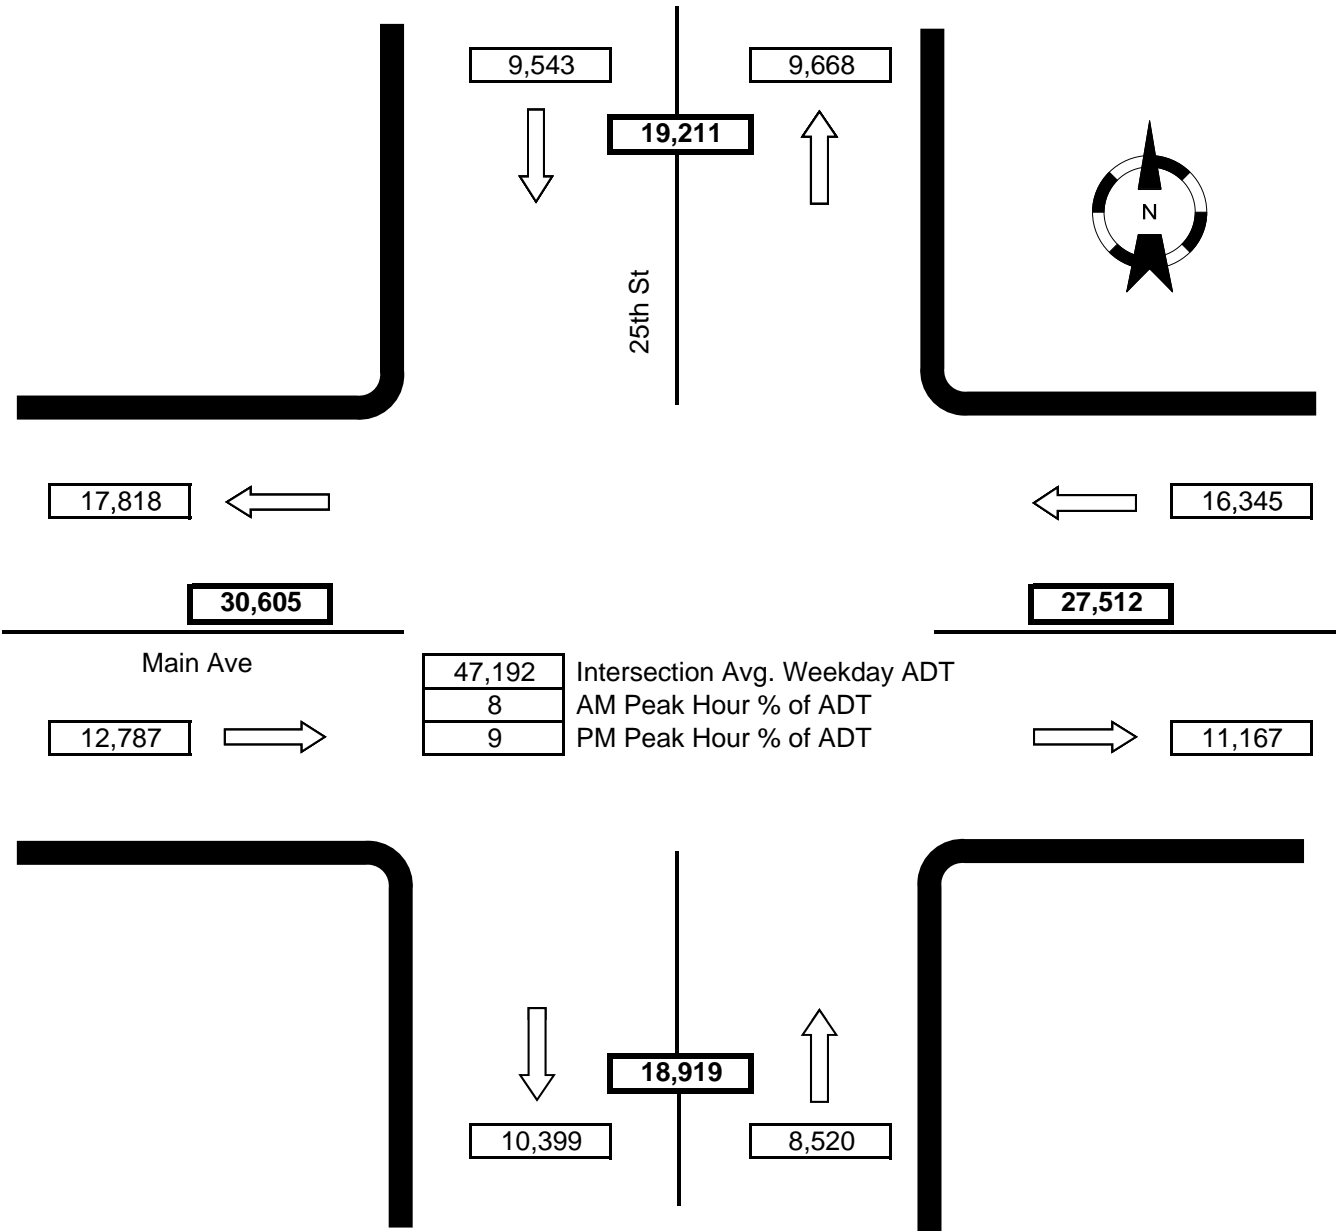 9,543
9,668
19,211
N
25th St
17,818
16,345
30,605
27,512
Main Ave
47,192 Intersection Avg. Weekday ADT
8 AM Peak Hour % of ADT
9 PM Peak Hour % of ADT
12,787
11,167
18,919
10,399
8,520